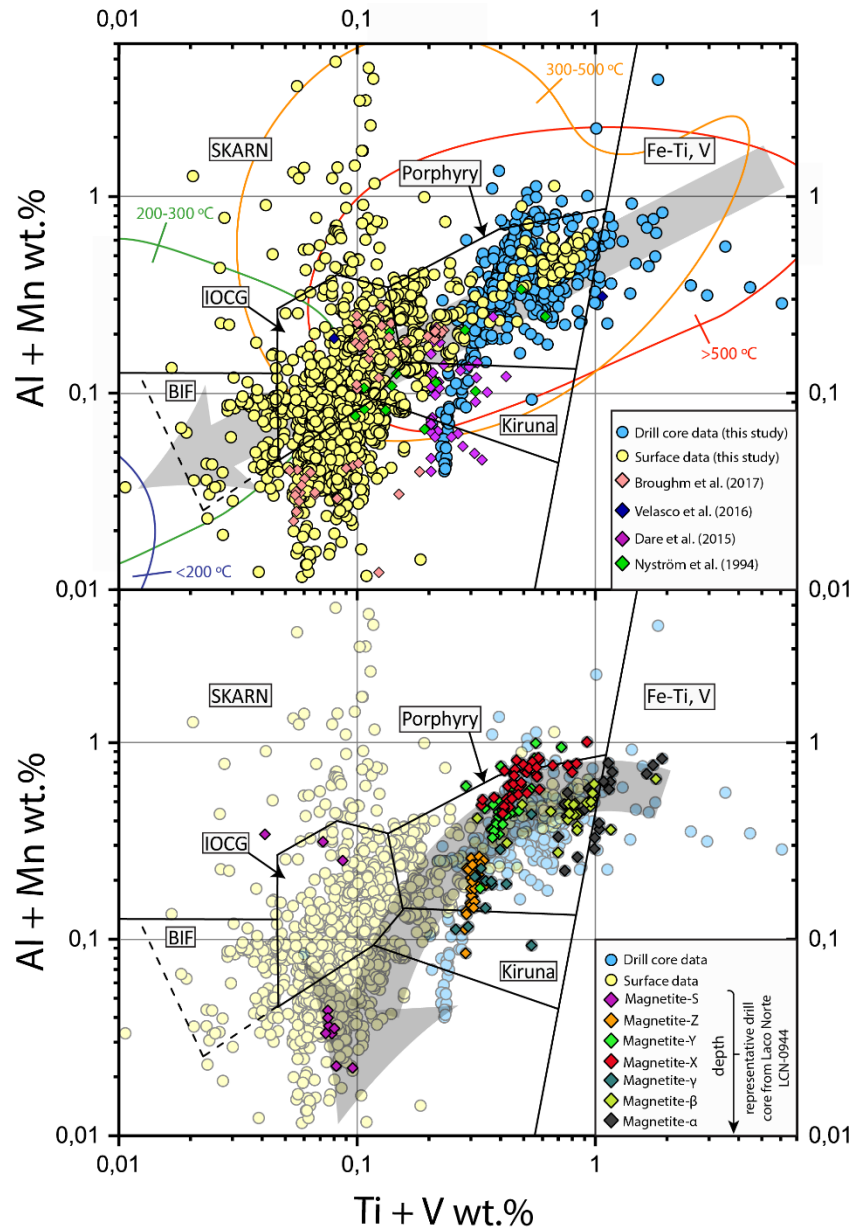 0,01
0,1
1
300-500 ºC
SKARN
Fe-Ti, V
Porphyry
1
1
200-300 ºC
IOCG
>500 ºC
BIF
0,1
0,1
Kiruna
Drill core data (this study)
Surface data (this study)
Broughm et al. (2017)
Velasco et al. (2016)
Dare et al. (2015)
Nyström et al. (1994)
<200 ºC
Al + Mn wt.%
0,01
0,01
SKARN
Fe-Ti, V
Porphyry
1
1
IOCG
BIF
0,1
0,1
Kiruna
Drill core data
Surface data
Magnetite-S
Magnetite-Z
Magnetite-Y
Magnetite-X
Magnetite-γ
Magnetite-β
Magnetite-α
depth
representative drill
core from Laco Norte
LCN-0944
Al + Mn wt.%
0,01
0,01
0,01
0,1
1
Ti + V wt.%